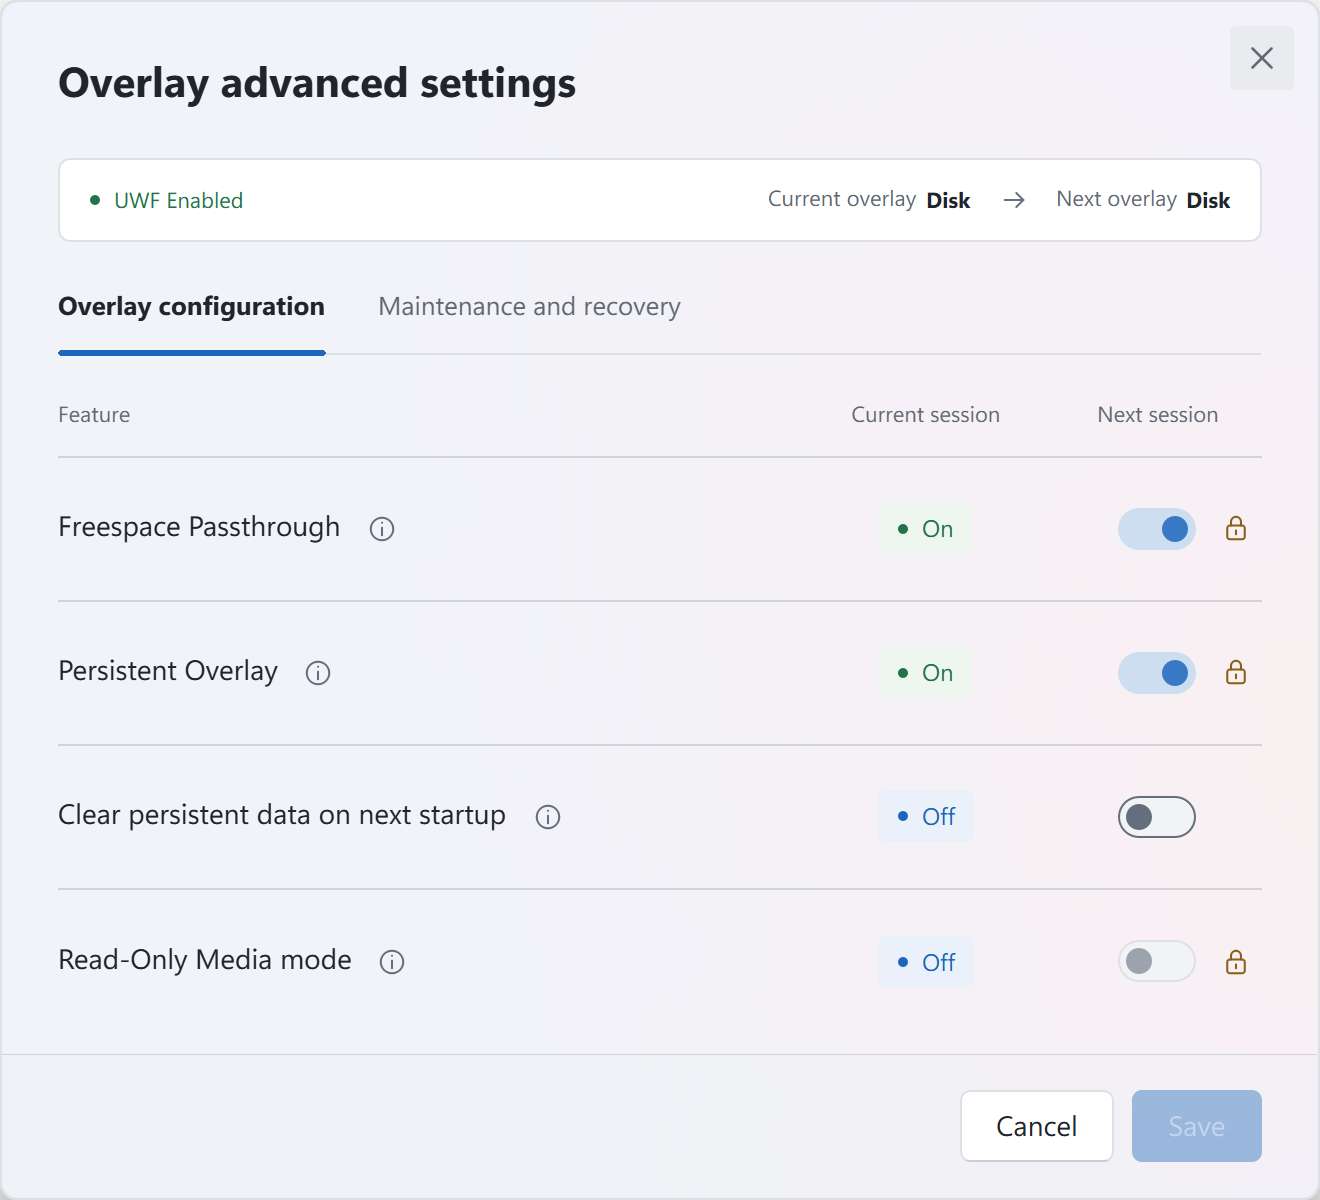 Overlay advanced settings
UWF Enabled
Current overlay Disk → Next overlay Disk
Overlay configuration
Maintenance and recovery
Feature
Current session
Next session
Freespace Passthrough
On
Persistent Overlay
On
Clear persistent data on next startup
Off
Read-Only Media mode
Off
Cancel
Save